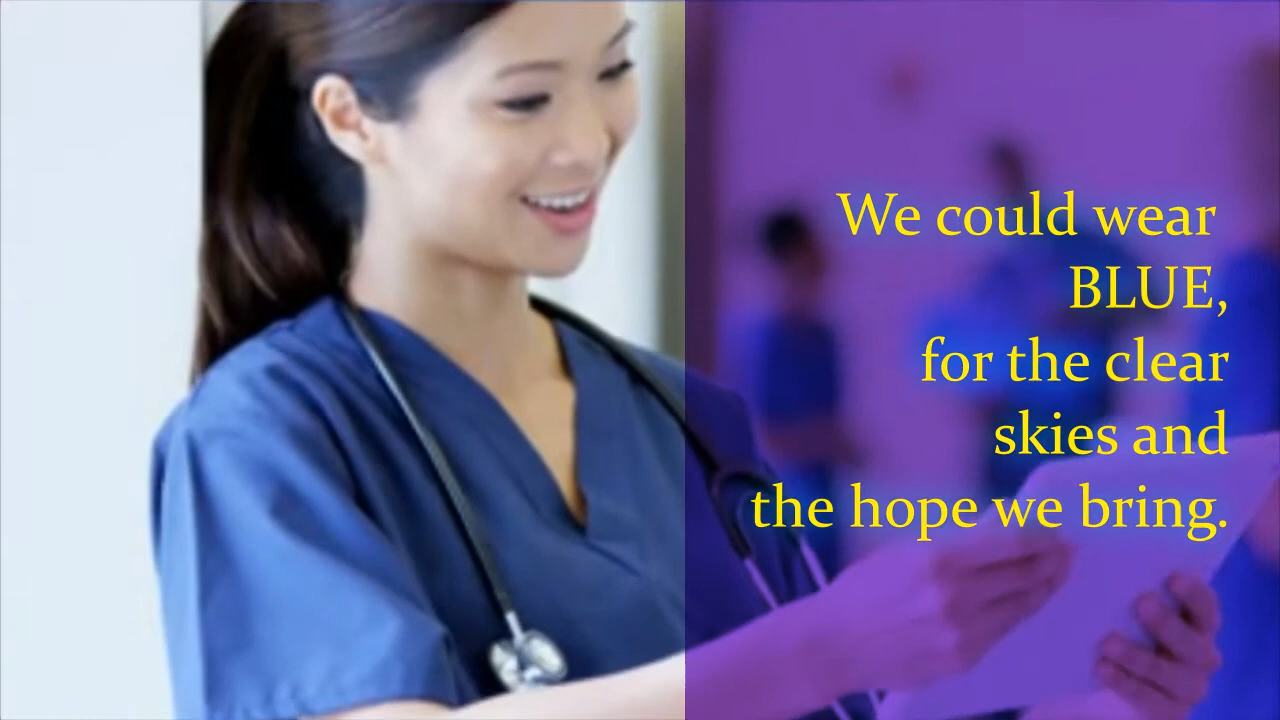 We could wear
BLUE,
for the clear
skies and
the hope we bring.